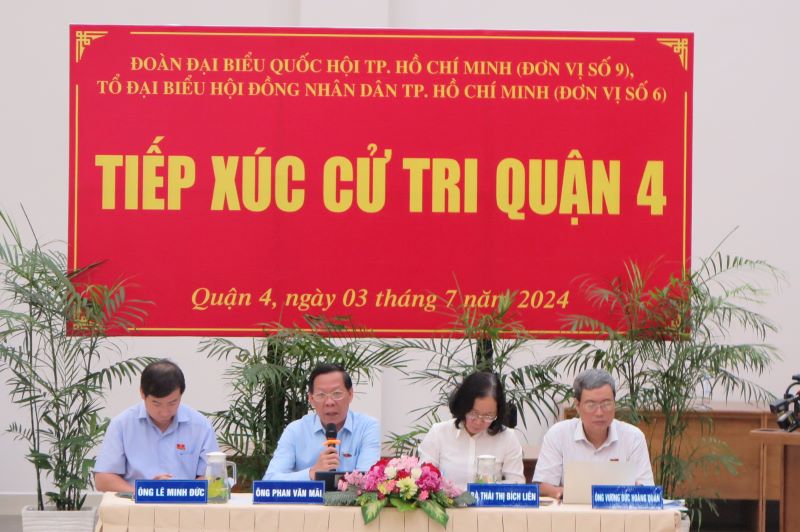 ĐOÀN ĐẠI BIỂU QUỐC HỘI TP. HỒ CHÍ MINH (ĐƠN VỊ SỐ 9),
TỔ ĐẠI BIỂU HỘI ĐỒNG NHÂN DÂN TP. HỒ CHÍ MINH (ĐƠN VỊ SỐ 6)
TIẾP XÚC CỬ TRI QUẬN 4
Quận 4, ngày 03 tháng 7 năm 2024
ÔNG LÊ MINH ĐỨC
ÔNG PHAN VĂN MÃI
BÀ THÁI THỊ BÍCH LIÊN
ÔNG VƯƠNG ĐỨC HOÀNG QUÂN